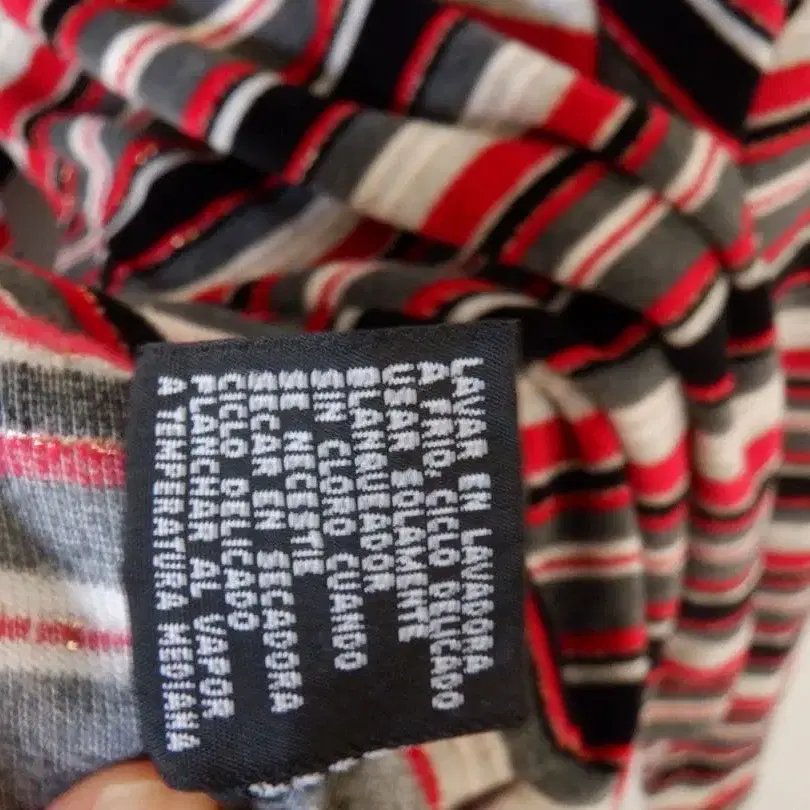 LAVAR EN LAVADORA
A FRIO, CICLO DELICADO
USAR SOLAMENTE
BLANQUEADOR
SIN CLORO CUANDO
SE NECESTIE
SECAR EN SECADORA
CICLO DELICADO
PLANCHAR AL VAPOR
A TEMPERATURA MEDIANA